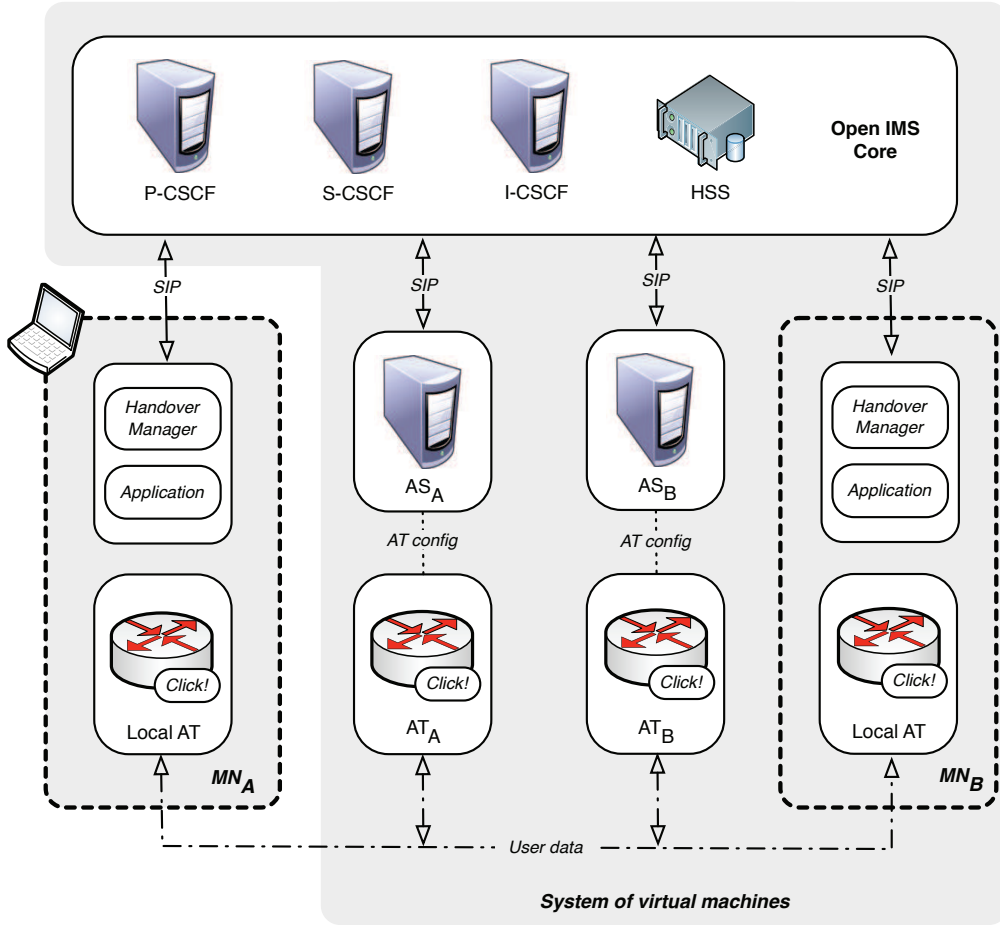 P-CSCF
S-CSCF
I-CSCF
HSS
Open IMS
Core
SIP
SIP
SIP
SIP
Handover
Manager
Application
AS_A
AS_B
Handover
Manager
Application
AT config
AT config
Click!
Click!
Click!
Click!
Local AT
AT_A
AT_B
Local AT
MN_A
MN_B
User data
System of virtual machines